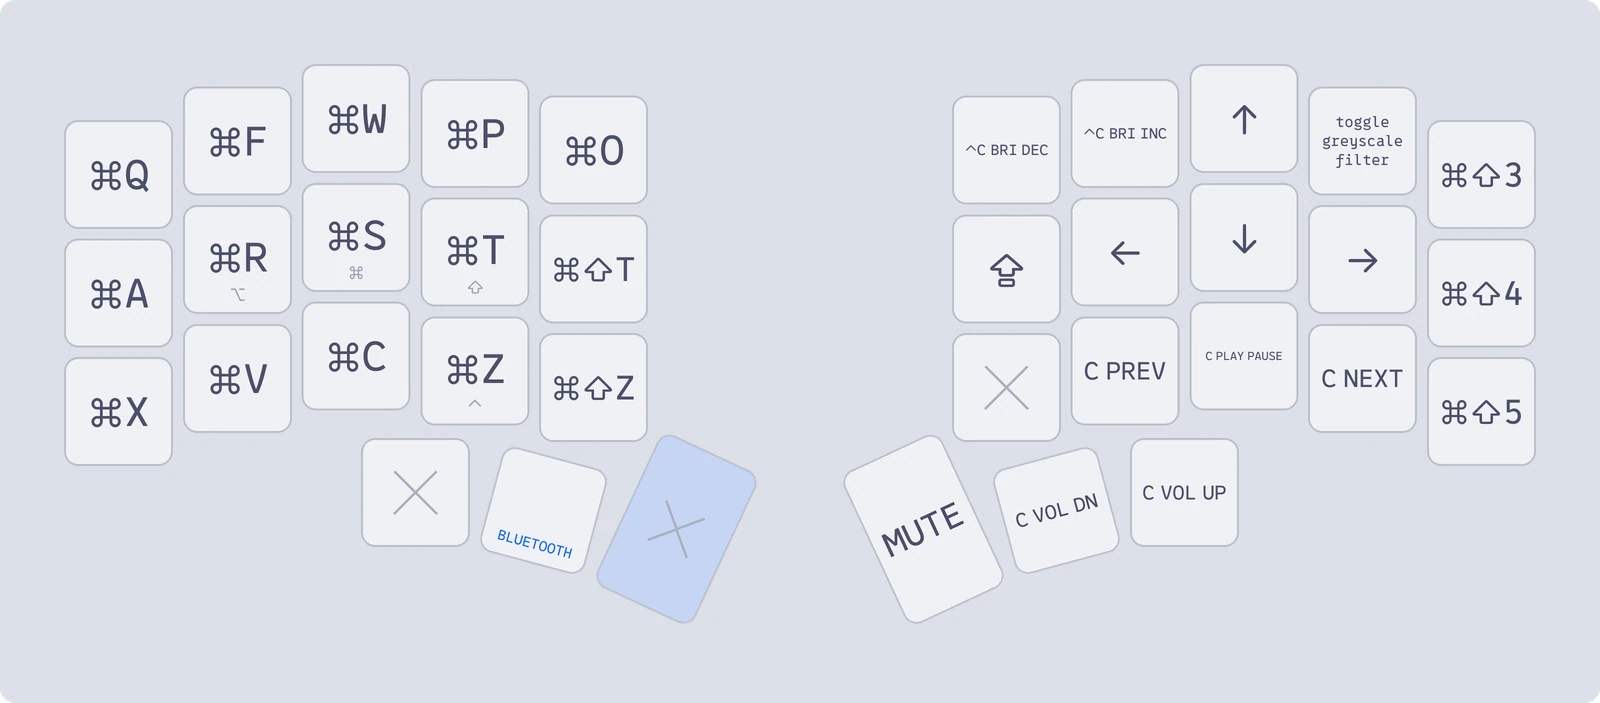 ⌘Q ⌘F ⌘W ⌘P ⌘O ^C BRI DEC ^C BRI INC ↑ toggle
greyscale
filter ⌘⇧3
⌘A ⌘R ⌘S ⌘T ⌘⇧T ⇪ ← ↓ → ⌘⇧4
⌥ ⌘ ⇧
⌘X ⌘V ⌘C ⌘Z ⌘⇧Z C PREV C PLAY PAUSE C NEXT ⌘⇧5
^
BLUETOOTH MUTE C VOL DN C VOL UP